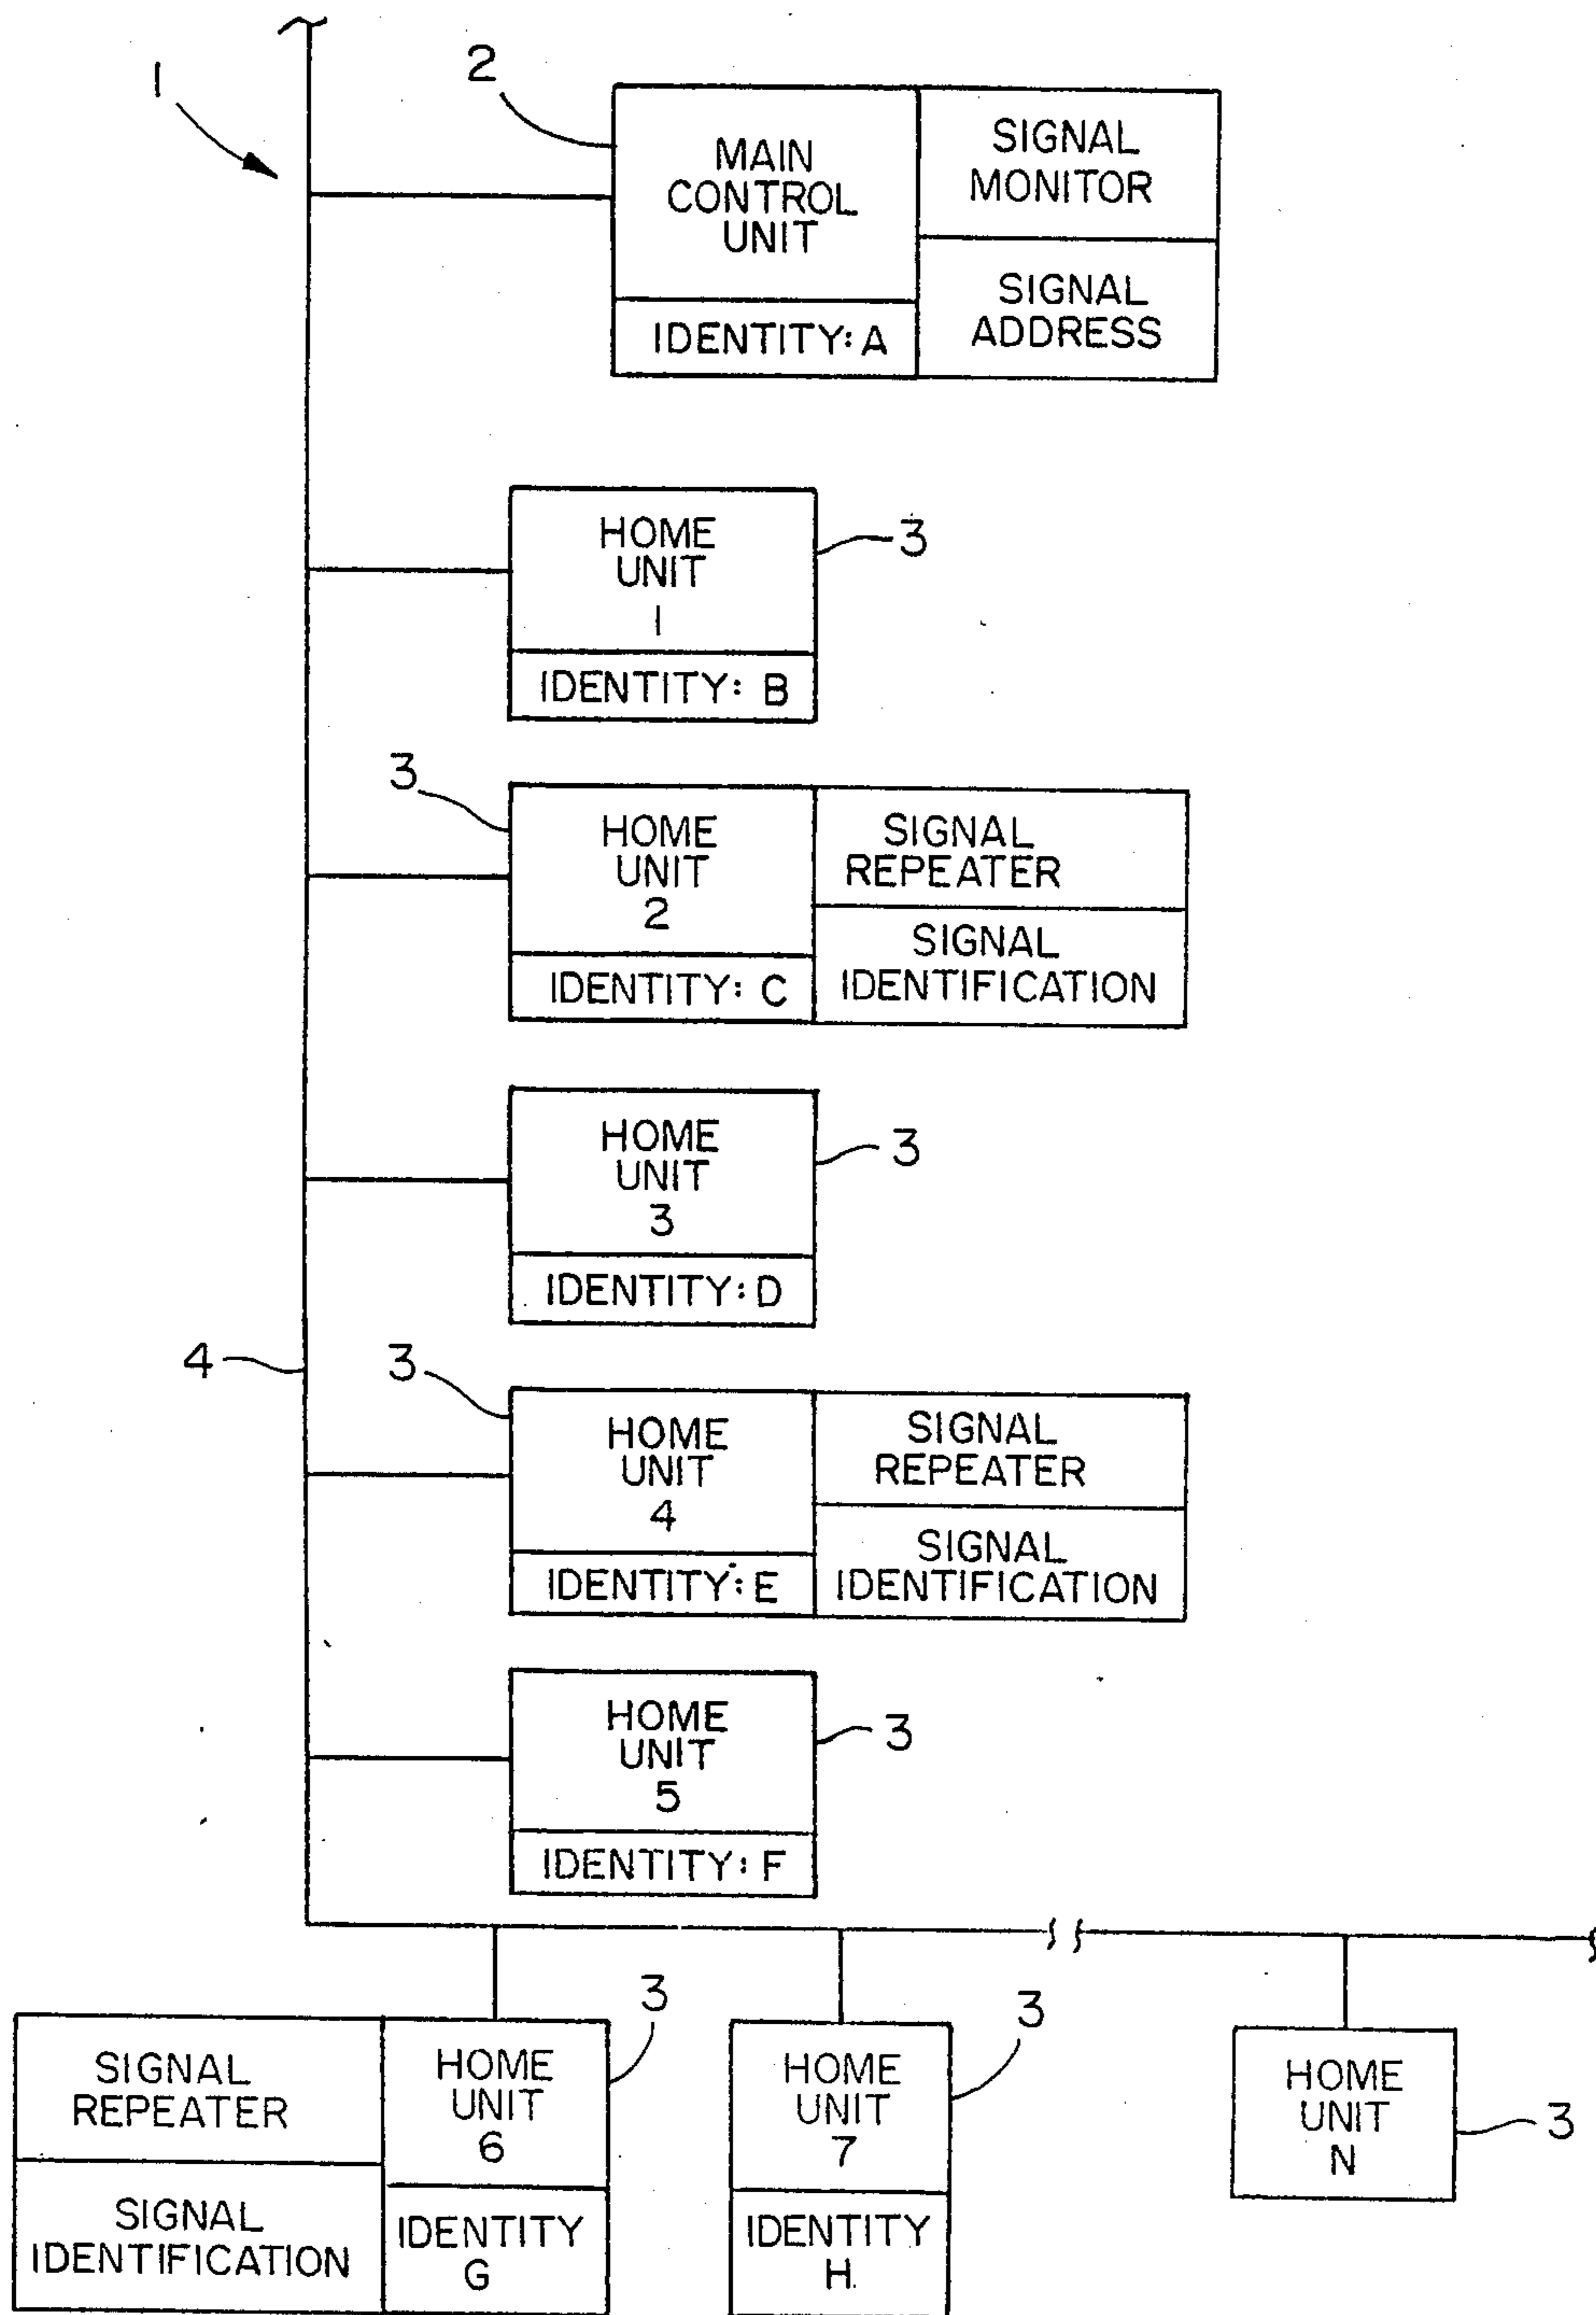 1
2
MAIN
CONTROL
UNIT
IDENTITY: A
SIGNAL
MONITOR
SIGNAL
ADDRESS
HOME
UNIT
1
IDENTITY: B
3
3
HOME
UNIT
2
IDENTITY: C
SIGNAL
REPEATER
SIGNAL
IDENTIFICATION
HOME
UNIT
3
IDENTITY: D
3
4
3
HOME
UNIT
4
IDENTITY: E
SIGNAL
REPEATER
SIGNAL
IDENTIFICATION
HOME
UNIT
5
IDENTITY: F
3
SIGNAL
REPEATER
SIGNAL
IDENTIFICATION
HOME
UNIT
6
IDENTITY
G
3
HOME
UNIT
7
IDENTITY
H
3
HOME
UNIT
N
3